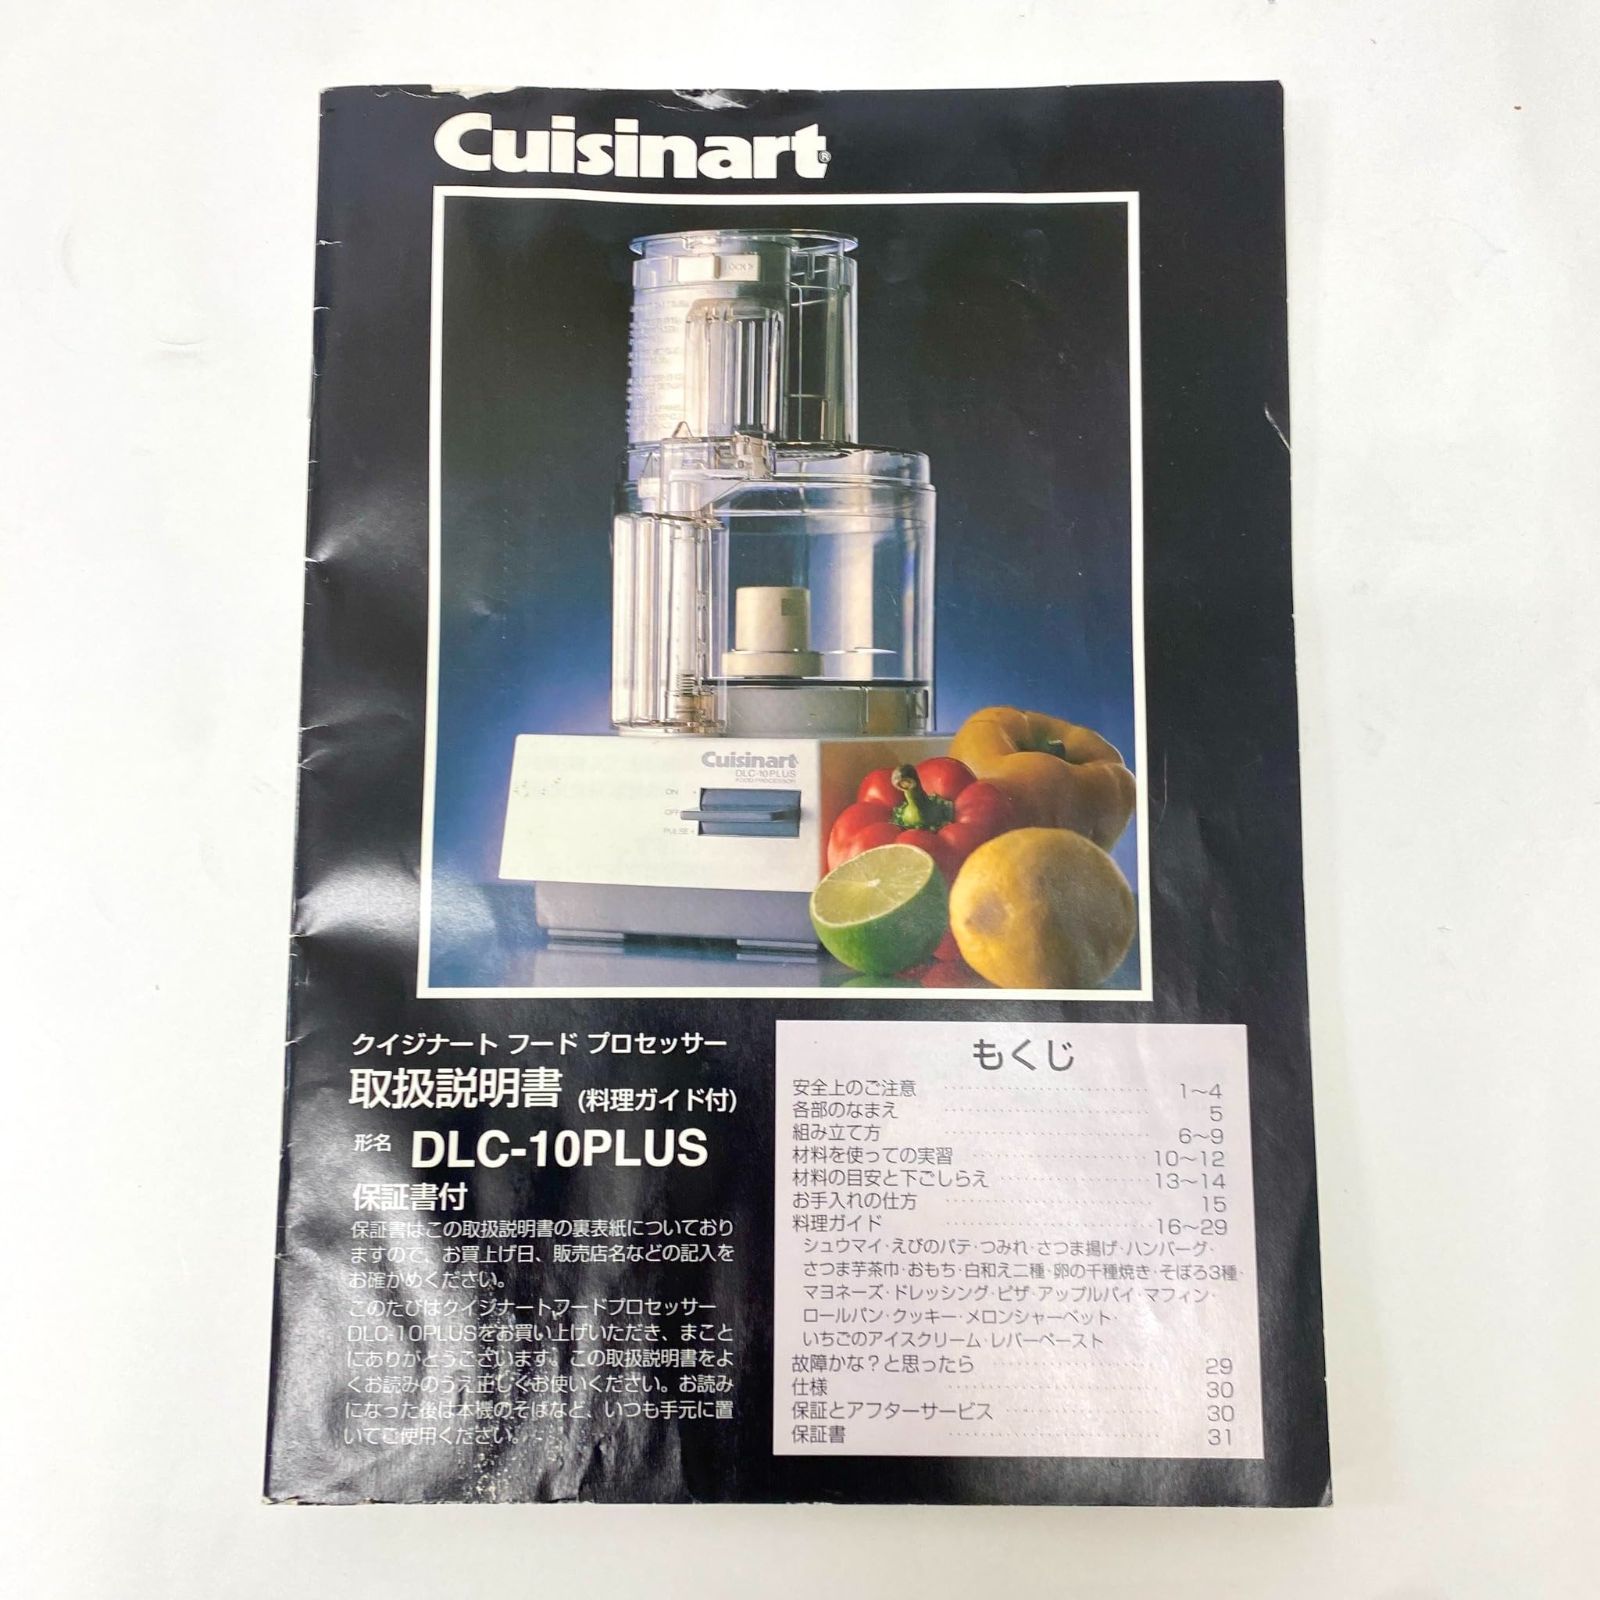 Cuisinart®
LOCK
Cuisinart
DLC-10PLUS
FOOD PROCESSOR
ON
OFF
PULSE
クイジナート フード プロセッサー
取扱説明書 (料理ガイド付)
形名 DLC-10PLUS
保証書付
保証書はこの取扱説明書の裏表紙についており
ますので、お買上げ日、販売店名などの記入を
お確かめください。
このたびはクイジナートフードプロセッサー
DLC-10PLUSをお買い上げいただき、まこと
にありがとうございます。この取扱説明書をよ
くお読みのうえ正しくお使いください。お読み
になった後は本機のそばなど、いつも手元に置
いてご使用ください。
もくじ
安全上のご注意 1〜4
各部のなまえ 5
組み立て方 6〜9
材料を使っての実習 10〜12
材料の目安と下ごしらえ 13〜14
お手入れの仕方 15
料理ガイド 16〜29
シュウマイ・えびのパテ・つみれ・さつま揚げ・ハンバーグ・
さつま芋茶巾・おもち・白和え二種・卵の千種焼き・そぼろ3種・
マヨネーズ・ドレッシング・ピザ・アップルパイ・マフィン・
ロールパン・クッキー・メロンシャーベット・
いちごのアイスクリーム・レバーペースト
故障かな？と思ったら 29
仕様 30
保証とアフターサービス 30
保証書 31